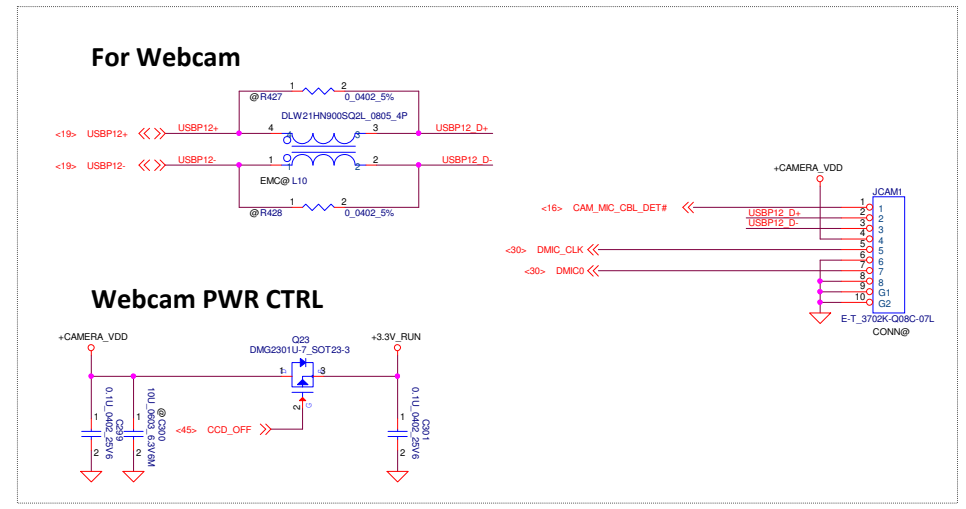 For Webcam
1 2
@ R427 0_0402_5%
DLW21HN900SQ2L_0805_4P
<19> USBP12+ USBP12+ 4 3 USBP12_D+
4 3
<19> USBP12- USBP12- 1 2 USBP12_D-
1 2
EMC@ L10
1 2
@ R428 0_0402_5%
+CAMERA_VDD
JCAM1
<16> CAM_MIC_CBL_DET# 1 1
USBP12_D+ 2 2
USBP12_D- 3 3
4 4
<30> DMIC_CLK 5 5
6 6
<30> DMIC0 7 7
8 8
9 G1
10 G2
E-T_3702K-Q08C-07L
CONN@
Webcam PWR CTRL
+CAMERA_VDD
Q23
DMG2301U-7_SOT23-3
+3.3V_RUN
1 D S 3
2 G
<45> CCD_OFF
1 2
C299
0.1U_0402_25V6
1 2
@ C300
10U_0603_6.3V6M
1 2
C301
0.1U_0402_25V6